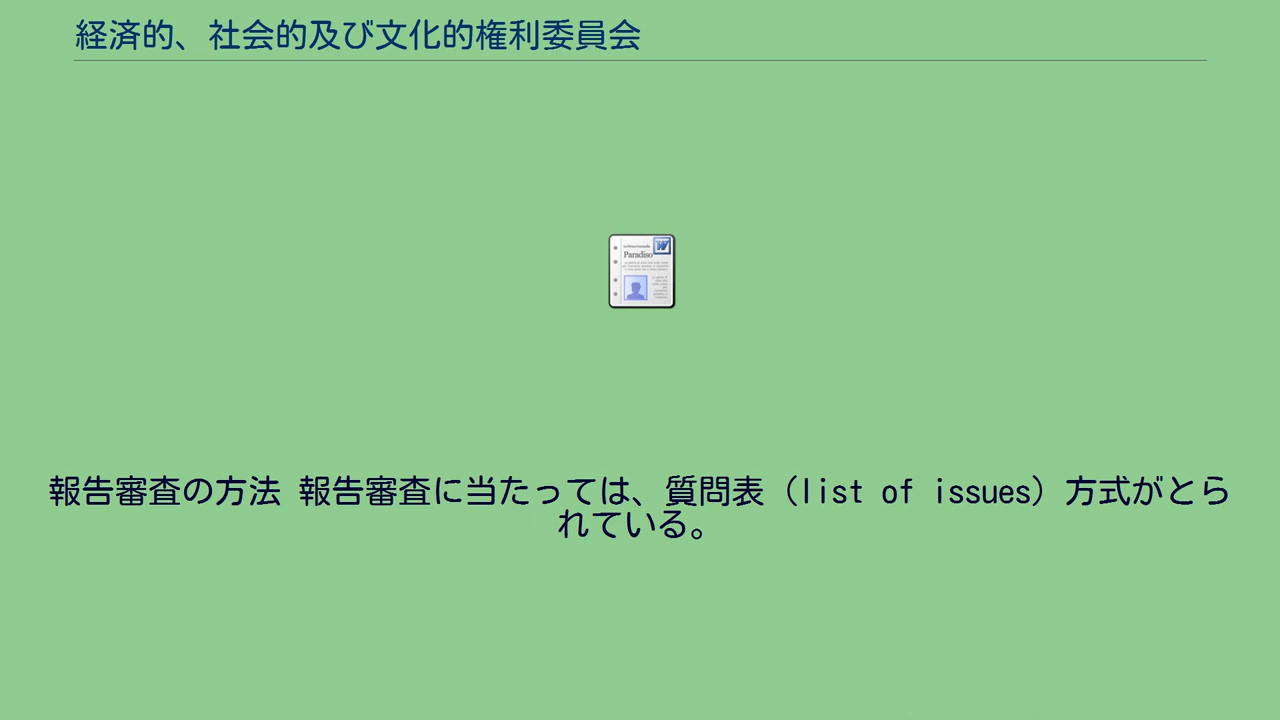 経済的、社会的及び文化的権利委員会
Paradiso
W
報告審査の方法 報告審査に当たっては、質問表（list of issues）方式がとら
れている。